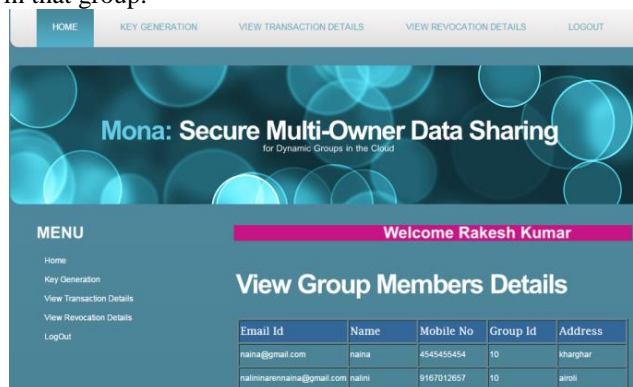 in that group.
HOME KEY GENERATION VIEW TRANSACTION DETAILS VIEW REVOCATION DETAILS LOGOUT
Mona: Secure Multi-Owner Data Sharing
for Dynamic Groups in the Cloud
MENU
Home
Key Generation
View Transaction Details
View Revocation Details
LogOut
Welcome Rakesh Kumar
View Group Members Details
Email Id Name Mobile No Group Id Address
naina@gmail.com naina 4545455454 10 kharghar
nalininarennaina@gmail.com nalini 9167012657 10 airoli